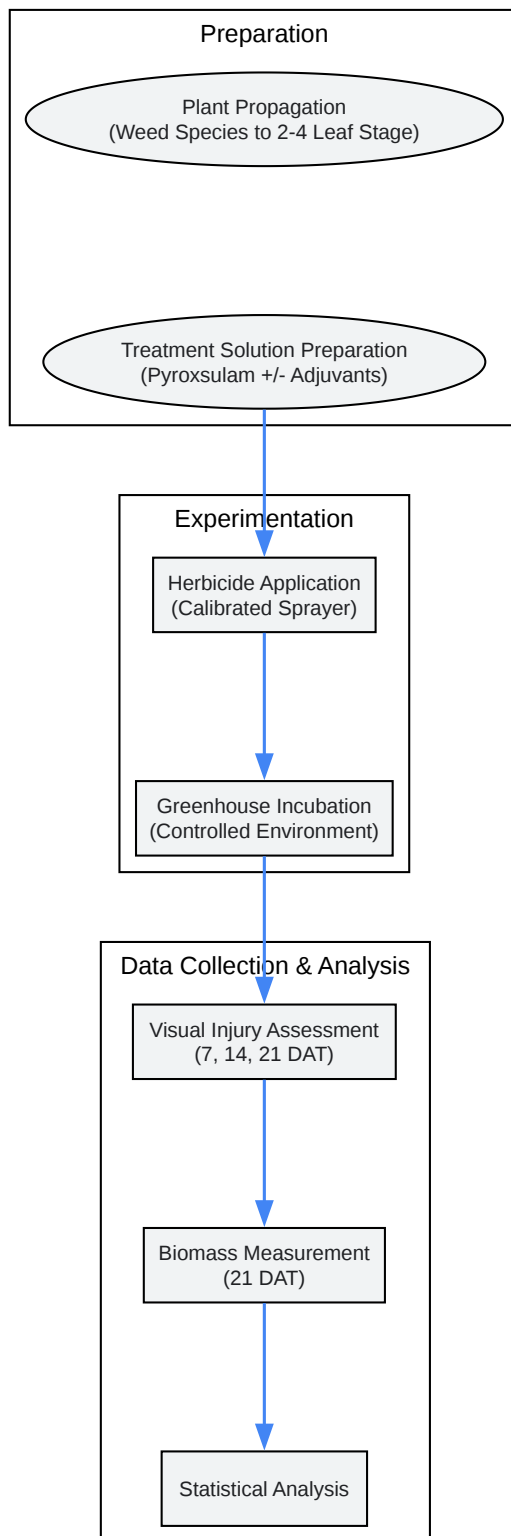 Preparation
Plant Propagation
(Weed Species to 2-4 Leaf Stage)
Treatment Solution Preparation
(Pyroxsulam +/- Adjuvants)
Experimentation
Herbicide Application
(Calibrated Sprayer)
Greenhouse Incubation
(Controlled Environment)
Data Collection & Analysis
Visual Injury Assessment
(7, 14, 21 DAT)
Biomass Measurement
(21 DAT)
Statistical Analysis